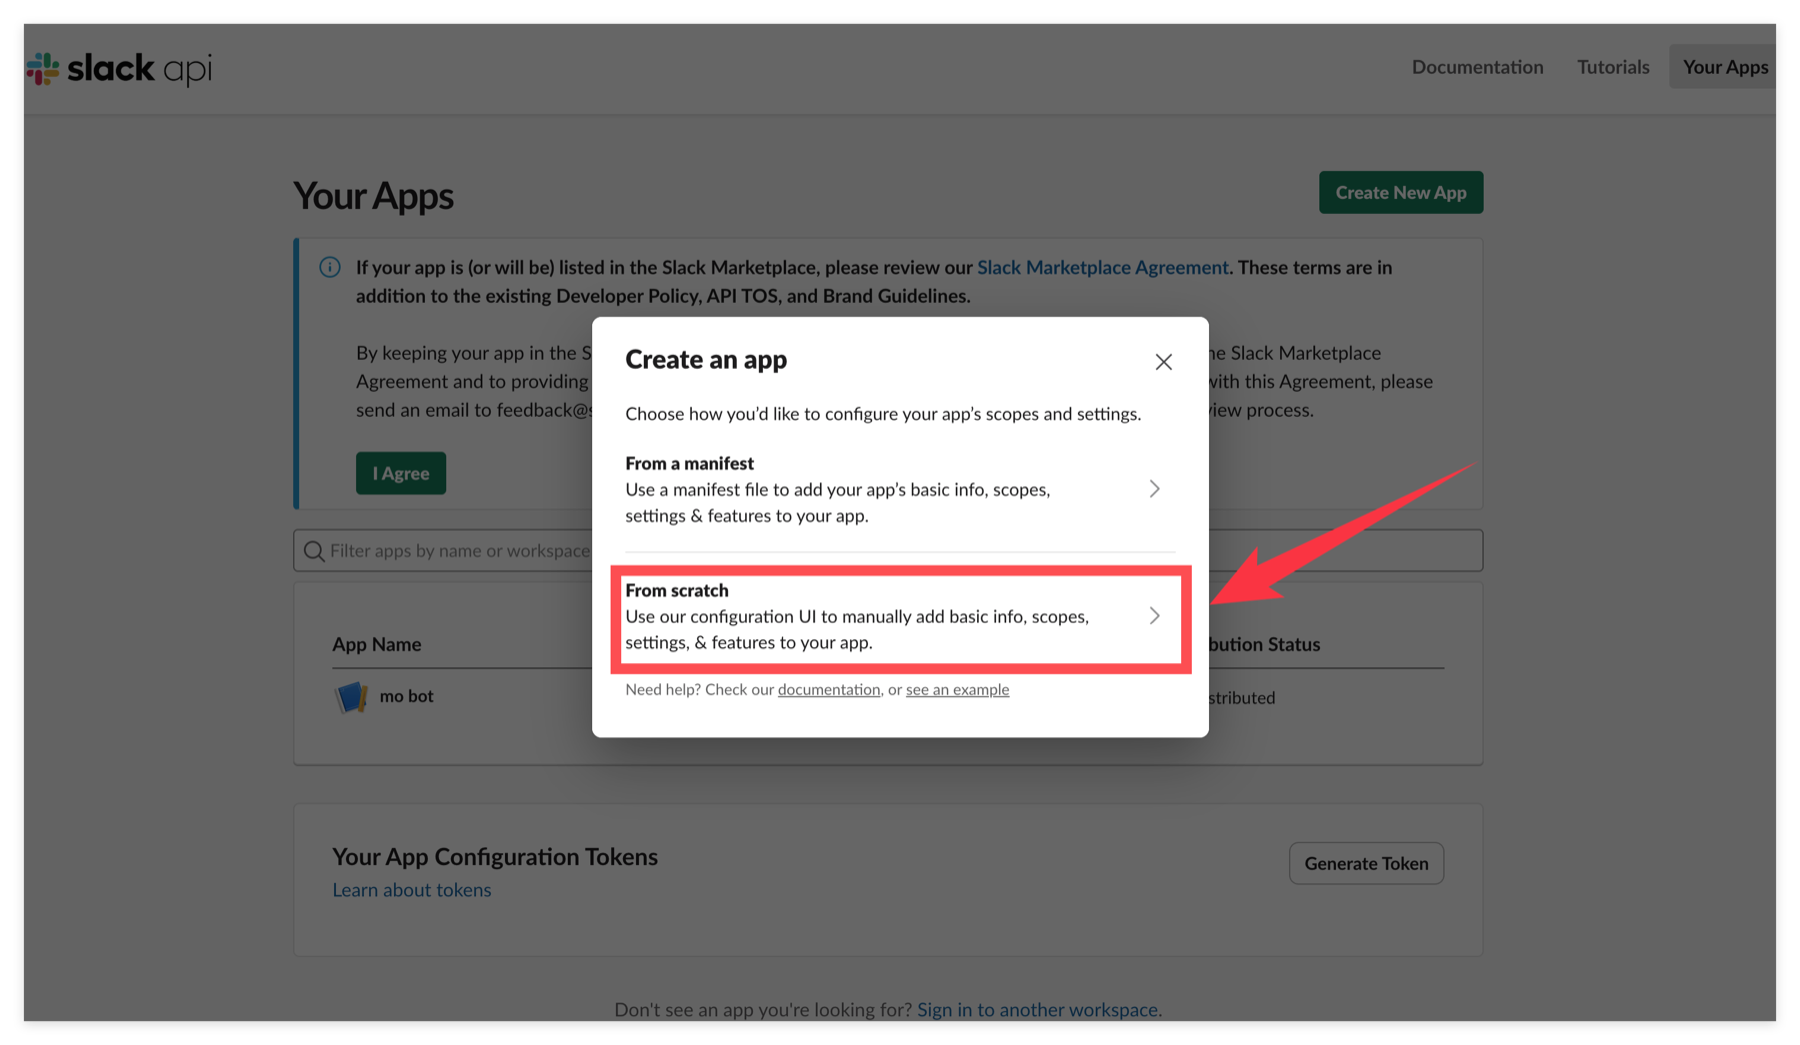 slack api
Documentation
Tutorials
Your Apps
Your Apps
Create New App
If your app is (or will be) listed in the Slack Marketplace, please review our Slack Marketplace Agreement. These terms are in
addition to the existing Developer Policy, API TOS, and Brand Guidelines.
By keeping your app in the S
he Slack Marketplace
Agreement and to providing
with this Agreement, please
send an email to feedback@s
view process.
I Agree
Filter apps by name or workspace
Create an app
Choose how you’d like to configure your app’s scopes and settings.
From a manifest
Use a manifest file to add your app’s basic info, scopes,
settings & features to your app.
From scratch
Use our configuration UI to manually add basic info, scopes,
settings, & features to your app.
Need help? Check our documentation, or see an example
App Name
bution Status
mo bot
stributed
Your App Configuration Tokens
Learn about tokens
Generate Token
Don't see an app you're looking for? Sign in to another workspace.